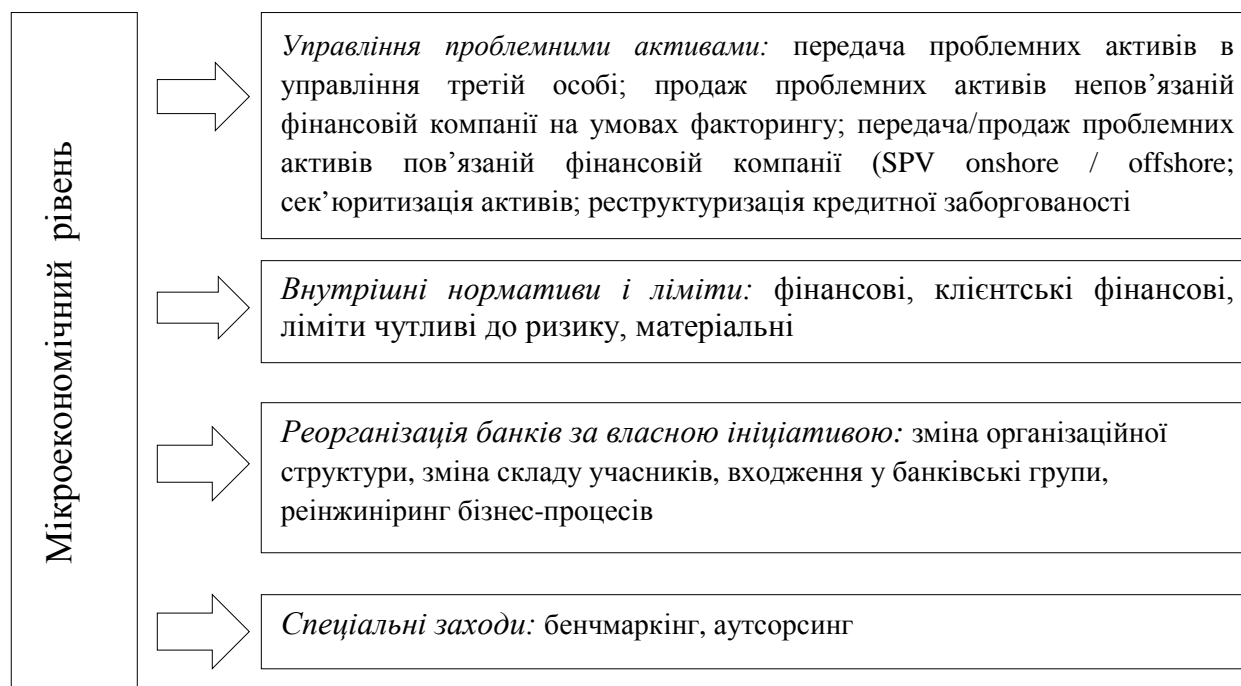 Мікроекономічний рівень
Управління проблемними активами: передача проблемних активів в
управління третій особі; продаж проблемних активів непов’язаній
фінансовій компанії на умовах факторингу; передача/продаж проблемних
активів пов’язаній фінансовій компанії (SPV onshore / offshore;
сек’юритизація активів; реструктуризація кредитної заборгованості
Внутрішні нормативи і ліміти: фінансові, клієнтські фінансові,
ліміти чутливі до ризику, матеріальні
Реорганізація банків за власною ініціативою: зміна організаційної
структури, зміна складу учасників, входження у банківські групи,
реінжиніринг бізнес-процесів
Спеціальні заходи: бенчмаркінг, аутсорсинг